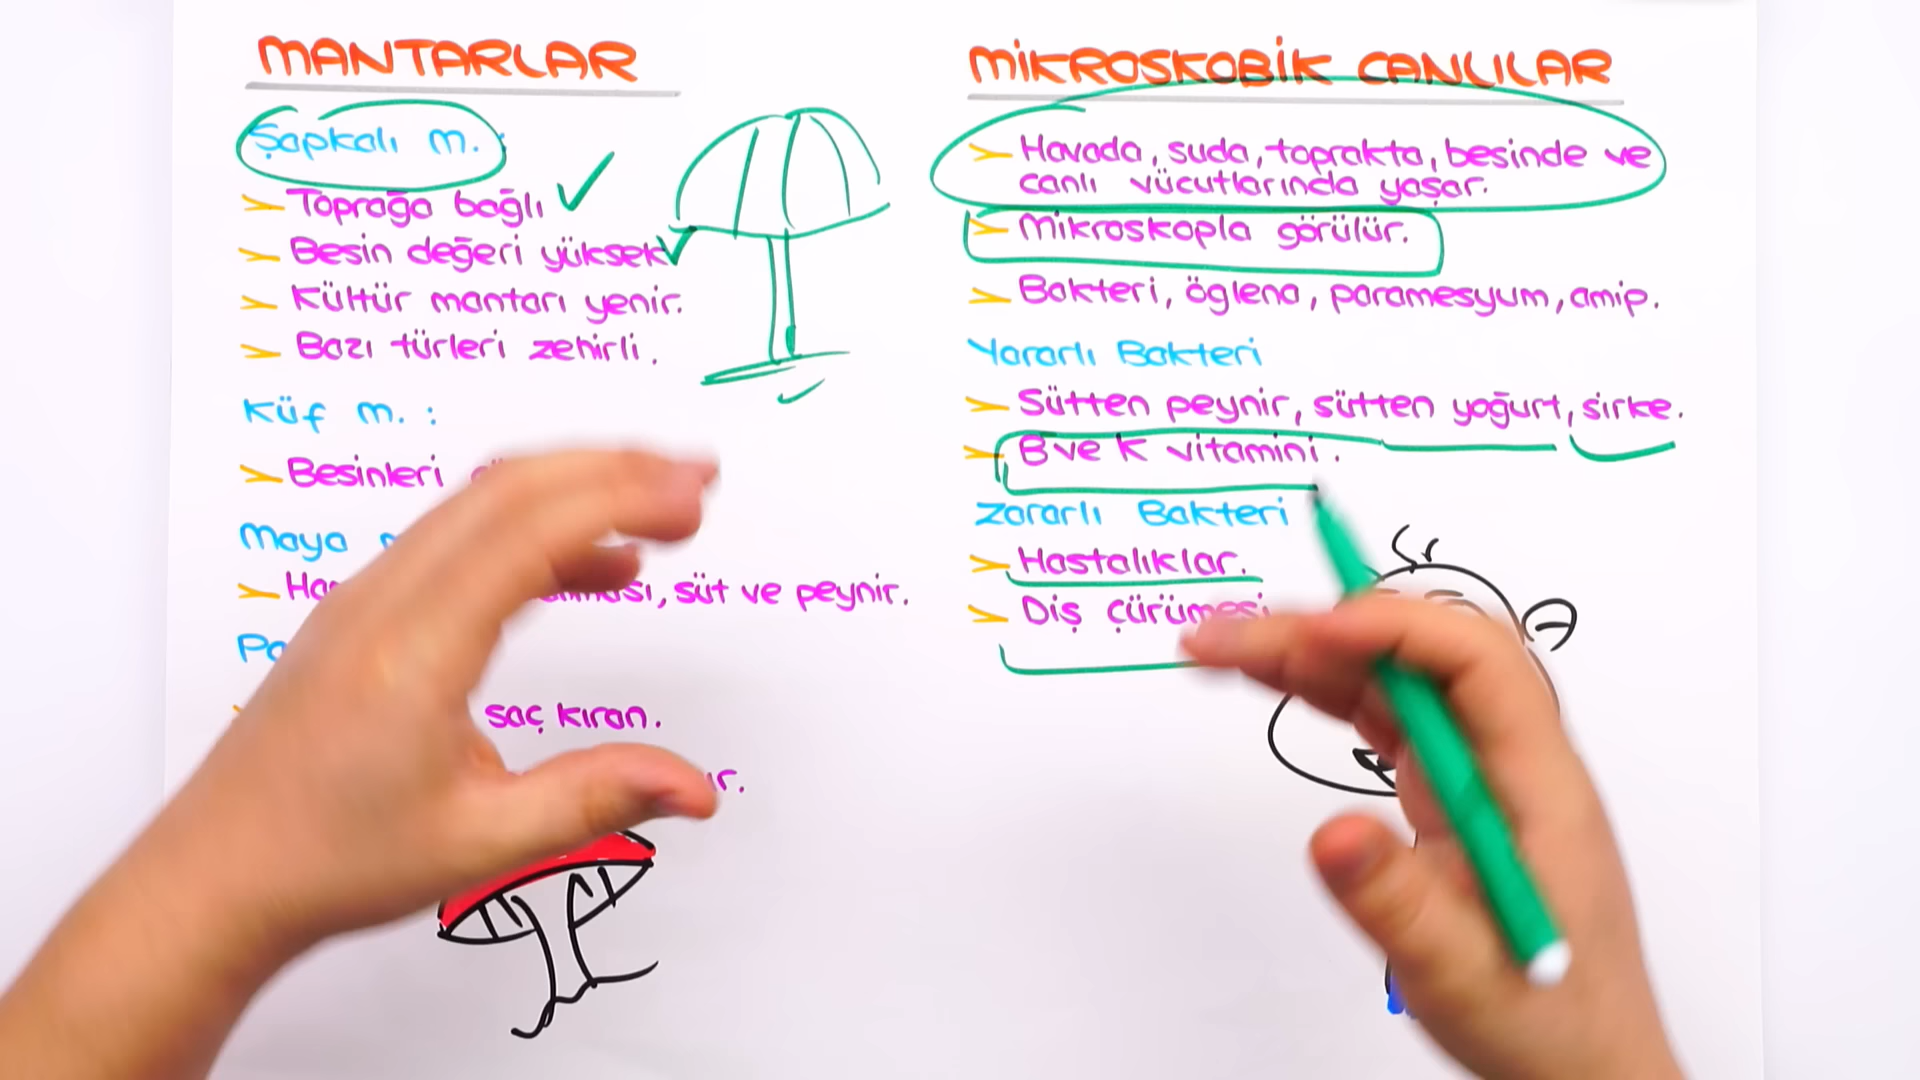 MANTARLAR
Şapkalı m. :
Toprağa bağlı
Besin değeri yüksek
Kültür mantarı yenir.
Bazı türleri zehirli.
Küf m. :
Besinleri
Maya
süt ve peynir.
saç kıran.
MİKROSKOBİK CANLILAR
Havada, suda, toprakta, besinde ve
canlı vücutlarında yaşar.
Mikroskopla görülür.
Bakteri, öglena, paramesyum, amip.
Yararlı Bakteri
Sütten peynir, sütten yoğurt, sirke.
B ve K vitamini.
Zararlı Bakteri
Hastalıklar.
Diş çürümesi